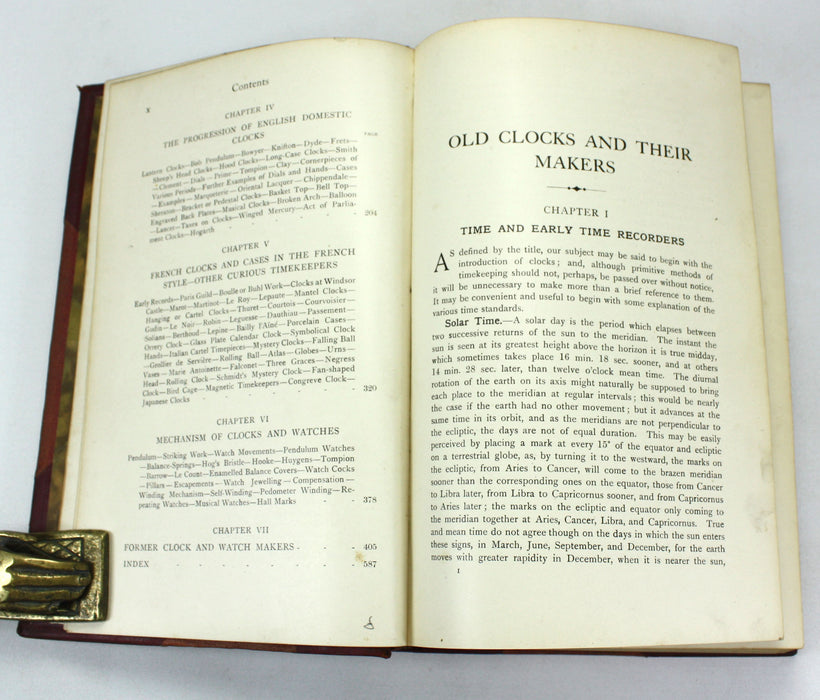 Contents
x
CHAPTER IV
THE PROGRESSION OF ENGLISH DOMESTIC
CLOCKS
PAGE
Lantern Clocks—Bob Pendulum—Bowyer—Knifton—Dyde—Frets—
Sheep's Head Clocks—Hood Clocks—Long-Case Clocks—Smith
—Clement—Dials—Prime—Tompion—Clay—Cornerpieces of
Various Periods—Further Examples of Dials and Hands—Cases
—Examples—Marqueterie—Oriental Lacquer—Chippendale—
Sheraton—Bracket or Pedestal Clocks—Basket Top—Bell Top—
Engraved Back Plates—Musical Clocks—Broken Arch—Balloon
—Lancet—Taxes on Clocks—Winged Mercury—Act of Parlia-
ment Clocks—Hogarth - - - - - 204
CHAPTER V
FRENCH CLOCKS AND CASES IN THE FRENCH
STYLE—OTHER CURIOUS TIMEKEEPERS
Early Records—Paris Guild—Boulle or Buhl Work—Clocks at Windsor
Castle—Marot—Martinot—Le Roy—Lepaute—Mantel Clocks—
Hanging or Cartel Clocks—Thuret—Courtois—Courvoisier—
Gudin—Le Noir—Robin—Leguesse—Dauthiau—Passement—
Solians—Berthoud—Lepine—Bailly l'Ainé—Porcelain Cases—
Orrery Clock—Glass Plate Calendar Clock—Symbolical Clock
Hands—Italian Cartel Timepieces—Mystery Clocks—Falling Ball
—Grollier de Servière—Rolling Ball—Atlas—Globes—Urns—
Vases—Marie Antoinette—Falconet—Three Graces—Negress
Head—Rolling Clock—Schmidt's Mystery Clock—Fan-shaped
Clock—Bird Cage—Magnetic Timekeepers—Congreve Clock—
Japanese Clocks - - - - - - 320
CHAPTER VI
MECHANISM OF CLOCKS AND WATCHES
Pendulum—Striking Work—Watch Movements—Pendulum Watches
—Balance-Springs—Hog's Bristle—Hooke—Huygens—Tompion
—Barrow—Le Count—Enamelled Balance Covers—Watch Cocks
—Pillars—Escapements—Watch Jewelling—Compensation—
Winding Mechanism—Self-Winding—Pedometer Winding—Re-
peating Watches—Musical Watches—Hall Marks - - 378
CHAPTER VII
FORMER CLOCK AND WATCH MAKERS - - - 405
INDEX - - - - - - - 587
OLD CLOCKS AND THEIR
MAKERS
CHAPTER I
TIME AND EARLY TIME RECORDERS
AS defined by the title, our subject may be said to begin with the
introduction of clocks; and, although primitive methods of
timekeeping should not, perhaps, be passed over without notice,
it will be unnecessary to make more than a brief reference to them.
It may be convenient and useful to begin with some explanation of the
various time standards.
Solar Time.—A solar day is the period which elapses between
two successive returns of the sun to the meridian. The instant the
sun is seen at its greatest height above the horizon it is true midday,
which sometimes takes place 16 min. 18 sec. sooner, and at others
14 min. 28 sec. later, than twelve o'clock mean time. The diurnal
rotation of the earth on its axis might naturally be supposed to bring
each place to the meridian at regular intervals; this would be nearly
the case if the earth had no other movement; but it advances at the
same time in its orbit, and as the meridians are not perpendicular to
the ecliptic, the days are not of equal duration. This may be easily
perceived by placing a mark at every 15° of the equator and ecliptic
on a terrestrial globe, as, by turning it to the westward, the marks on
the ecliptic, from Aries to Cancer, will come to the brazen meridian
sooner than the corresponding ones on the equator, those from Cancer
to Libra later, from Libra to Capricornus sooner, and from Capricornus
to Aries later; the marks on the ecliptic and equator only coming to
the meridian together at Aries, Cancer, Libra, and Capricorn. True
and mean time do not agree though on the days in which the sun enters
these signs, in March, June, September, and December, for the earth
moves with greater rapidity in December, when it is nearer the sun,
1